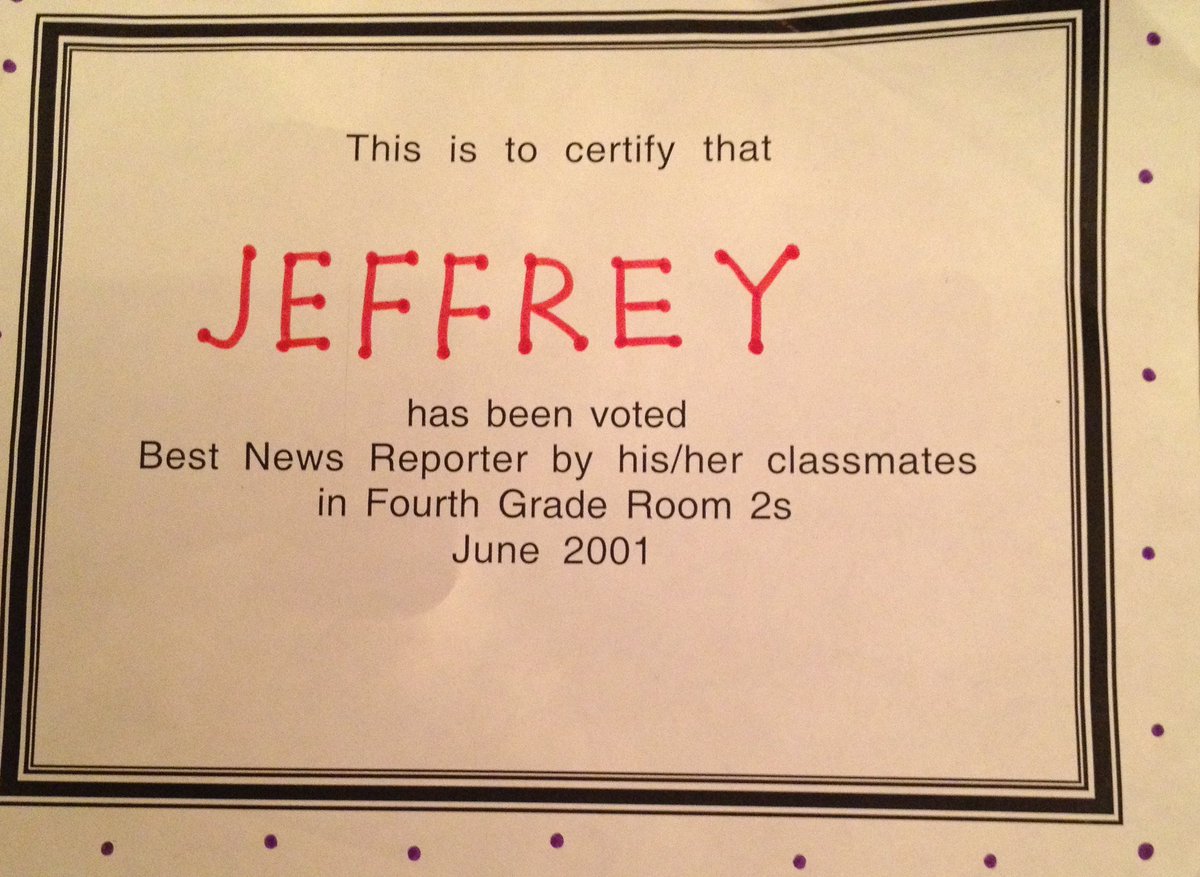 This is to certify that
JEFFREY
has been voted
Best News Reporter by his/her classmates
in Fourth Grade Room 2s
June 2001